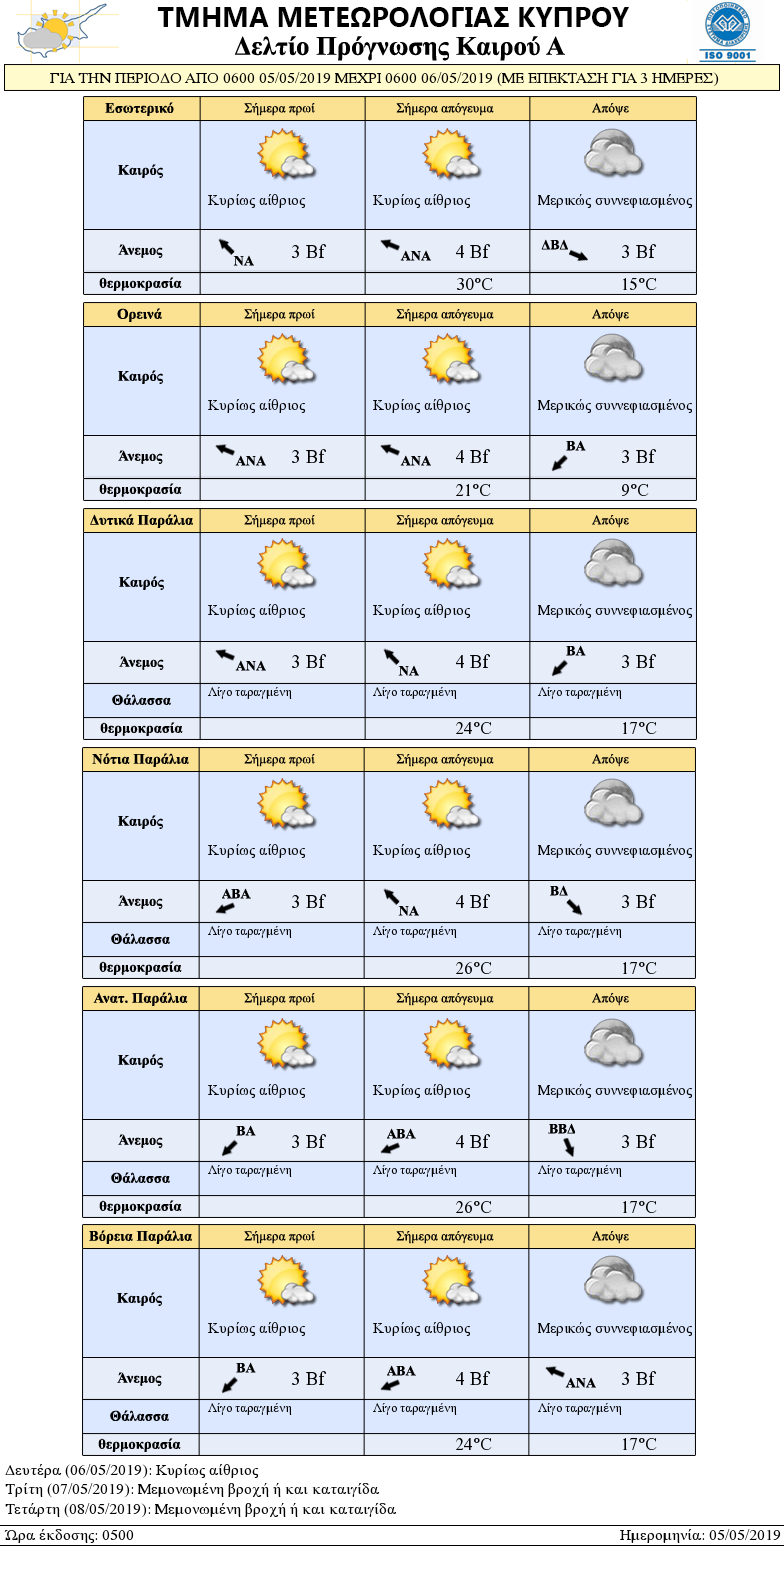 ΤΜΗΜΑ ΜΕΤΕΩΡΟΛΟΓΙΑΣ ΚΥΠΡΟΥ
Δελτίο Πρόγνωσης Καιρού Α
ISO 9001
ΓΙΑ ΤΗΝ ΠΕΡΙΟΔΟ ΑΠΟ 0600 05/05/2019 ΜΕΧΡΙ 0600 06/05/2019 (ΜΕ ΕΠΕΚΤΑΣΗ ΓΙΑ 3 ΗΜΕΡΕΣ)
Εσωτερικό Σήμερα πρωί Σήμερα απόγευμα Απόψε
Καιρός
Κυρίως αίθριος Κυρίως αίθριος Μερικώς συννεφιασμένος
Άνεμος ΝΑ 3 Bf ΑΝΑ 4 Bf ΔΒΔ 3 Bf
θερμοκρασία 30°C 15°C
Ορεινά Σήμερα πρωί Σήμερα απόγευμα Απόψε
Καιρός
Κυρίως αίθριος Κυρίως αίθριος Μερικώς συννεφιασμένος
Άνεμος ΑΝΑ 3 Bf ΑΝΑ 4 Bf ΒΑ 3 Bf
θερμοκρασία 21°C 9°C
Δυτικά Παράλια Σήμερα πρωί Σήμερα απόγευμα Απόψε
Καιρός
Κυρίως αίθριος Κυρίως αίθριος Μερικώς συννεφιασμένος
Άνεμος ΑΝΑ 3 Bf ΝΑ 4 Bf ΒΑ 3 Bf
Θάλασσα Λίγο ταραγμένη Λίγο ταραγμένη Λίγο ταραγμένη
θερμοκρασία 24°C 17°C
Νότια Παράλια Σήμερα πρωί Σήμερα απόγευμα Απόψε
Καιρός
Κυρίως αίθριος Κυρίως αίθριος Μερικώς συννεφιασμένος
Άνεμος ΑΒΑ 3 Bf ΝΑ 4 Bf ΒΔ 3 Bf
Θάλασσα Λίγο ταραγμένη Λίγο ταραγμένη Λίγο ταραγμένη
θερμοκρασία 26°C 17°C
Ανατ. Παράλια Σήμερα πρωί Σήμερα απόγευμα Απόψε
Καιρός
Κυρίως αίθριος Κυρίως αίθριος Μερικώς συννεφιασμένος
Άνεμος ΒΑ 3 Bf ΑΒΑ 4 Bf ΒΒΔ 3 Bf
Θάλασσα Λίγο ταραγμένη Λίγο ταραγμένη Λίγο ταραγμένη
θερμοκρασία 26°C 17°C
Βόρεια Παράλια Σήμερα πρωί Σήμερα απόγευμα Απόψε
Καιρός
Κυρίως αίθριος Κυρίως αίθριος Μερικώς συννεφιασμένος
Άνεμος ΒΑ 3 Bf ΑΒΑ 4 Bf ΑΝΑ 3 Bf
Θάλασσα Λίγο ταραγμένη Λίγο ταραγμένη Λίγο ταραγμένη
θερμοκρασία 24°C 17°C
Δευτέρα (06/05/2019): Κυρίως αίθριος
Τρίτη (07/05/2019): Μεμονωμένη βροχή ή και καταιγίδα
Τετάρτη (08/05/2019): Μεμονωμένη βροχή ή και καταιγίδα
Ώρα έκδοσης: 0500 Ημερομηνία: 05/05/2019